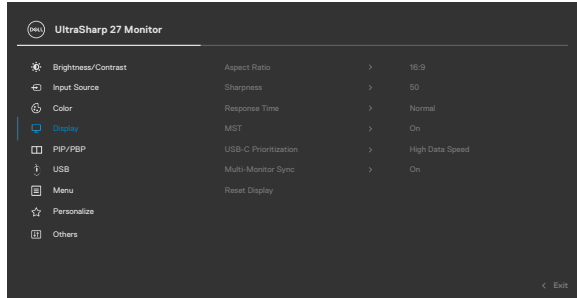 DELL UltraSharp 27 Monitor
Brightness/Contrast Aspect Ratio > 16:9
Input Source Sharpness > 50
Color Response Time > Normal
Display MST > On
PIP/PBP USB-C Prioritization > High Data Speed
USB Multi-Monitor Sync > On
Menu Reset Display
Personalize
Others
< Exit